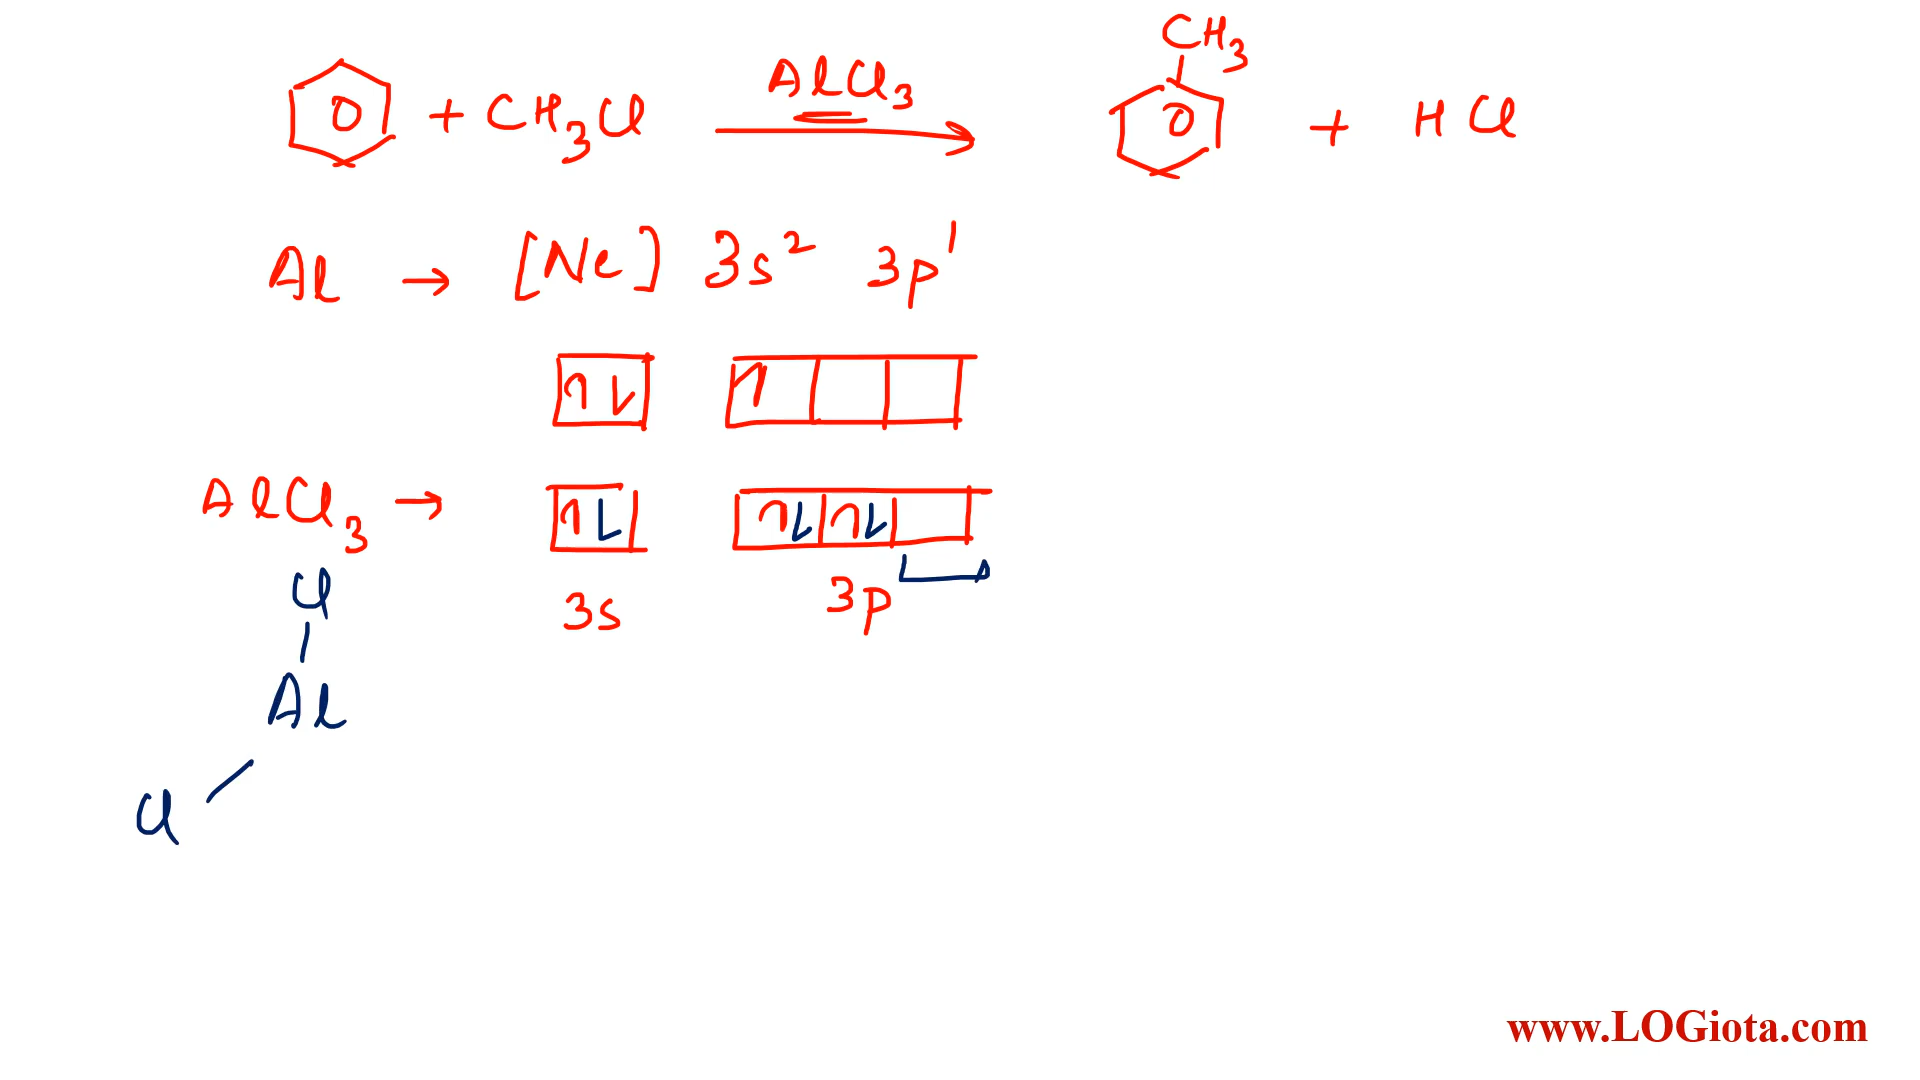 CH₃
⌬ + CH₃Cl AlCl₃ → ⌬ + HCl
Al → [Ne] 3s² 3p¹
↑↓ ↑
AlCl₃ → ↑↓ ↑↓ ↑↓
3s 3p
Cl
Al
Cl
www.LOGiota.com